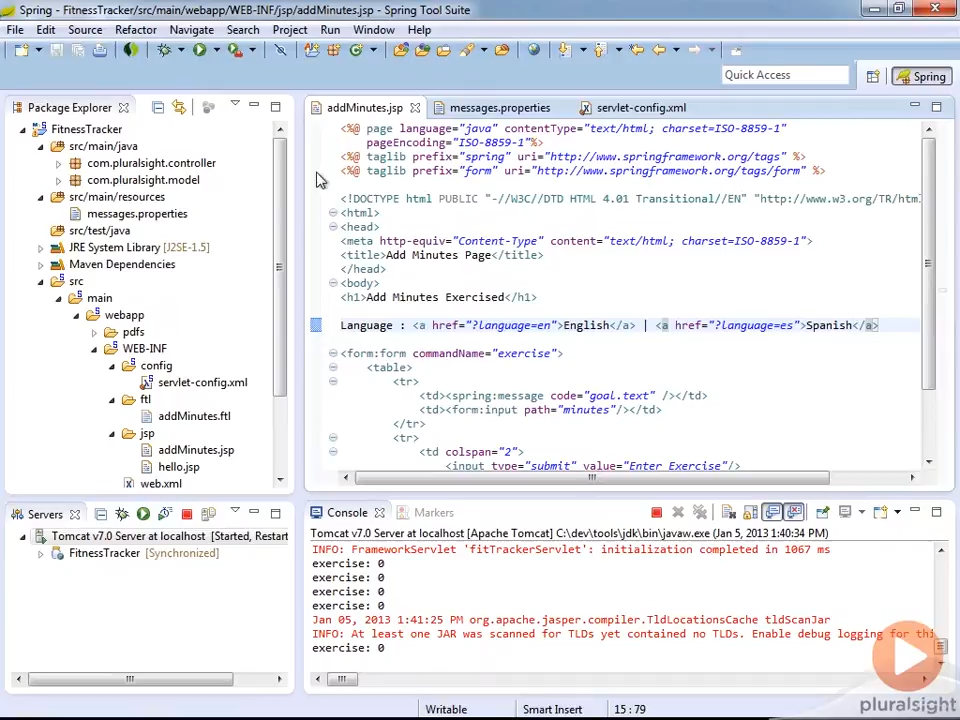 Spring - FitnessTracker/src/main/webapp/WEB-INF/jsp/addMinutes.jsp - Spring Tool Suite
File Edit Source Refactor Navigate Search Project Run Window Help
Quick Access
Spring
Package Explorer
FitnessTracker
src/main/java
com.pluralsight.controller
com.pluralsight.model
src/main/resources
messages.properties
src/test/java
JRE System Library [J2SE-1.5]
Maven Dependencies
src
main
webapp
pdfs
WEB-INF
config
servlet-config.xml
ftl
addMinutes.ftl
jsp
addMinutes.jsp
hello.jsp
web.xml
addMinutes.jsp messages.properties servlet-config.xml
<%@ page language="java" contentType="text/html; charset=ISO-8859-1"
pageEncoding="ISO-8859-1"%>
<%@ taglib prefix="spring" uri="http://www.springframework.org/tags" %>
<%@ taglib prefix="form" uri="http://www.springframework.org/tags/form" %>
<!DOCTYPE html PUBLIC "-//W3C//DTD HTML 4.01 Transitional//EN" "http://www.w3.org/TR/html
<html>
<head>
<meta http-equiv="Content-Type" content="text/html; charset=ISO-8859-1">
<title>Add Minutes Page</title>
</head>
<body>
<h1>Add Minutes Exercised</h1>
Language : <a href="?language=en">English</a> | <a href="?language=es">Spanish</a>
<form:form commandName="exercise">
<table>
<tr>
<td><spring:message code="goal.text" /></td>
<td><form:input path="minutes"/></td>
</tr>
<tr>
<td colspan="2">
<input type="submit" value="Enter Exercise"/>
Servers
Tomcat v7.0 Server at localhost [Started, Restart
FitnessTracker [Synchronized]
Console Markers
Tomcat v7.0 Server at localhost [Apache Tomcat] C:\dev\tools\jdk\bin\javaw.exe (Jan 5, 2013 1:40:34 PM)
INFO: FrameworkServlet 'fitTrackerServlet': initialization completed in 1067 ms
exercise: 0
exercise: 0
exercise: 0
exercise: 0
Jan 05, 2013 1:41:25 PM org.apache.jasper.compiler.TldLocationsCache tldScanJar
INFO: At least one JAR was scanned for TLDs yet contained no TLDs. Enable debug logging for thi
exercise: 0
Writable Smart Insert 15 : 79
pluralsight